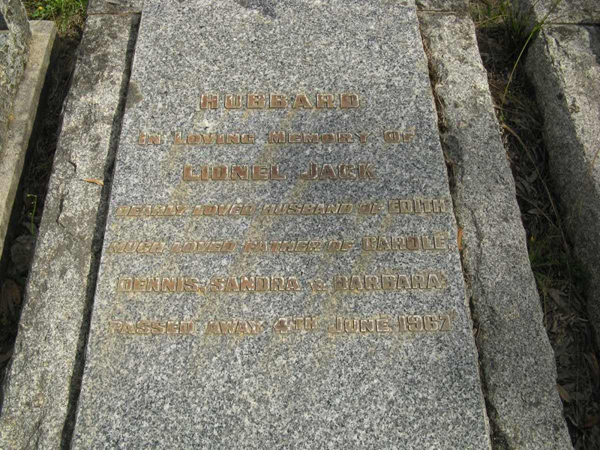 HUBBARD
IN LOVING MEMORY OF
LIONEL JACK
DEARLY LOVED HUSBAND OF EDITH
MUCH LOVED FATHER OF CAROLE
DENNIS, SANDRA & BARBARA.
PASSED AWAY 4TH JUNE, 1967